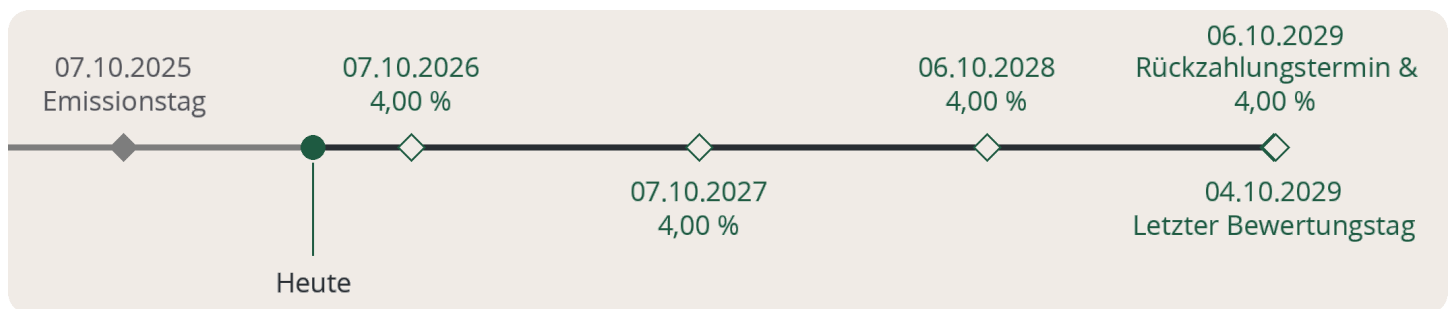 07.10.2025
Emissionstag
07.10.2026
4,00 %
06.10.2028
4,00 %
06.10.2029
Rückzahlungstermin &
4,00 %
07.10.2027
4,00 %
04.10.2029
Letzter Bewertungstag
Heute